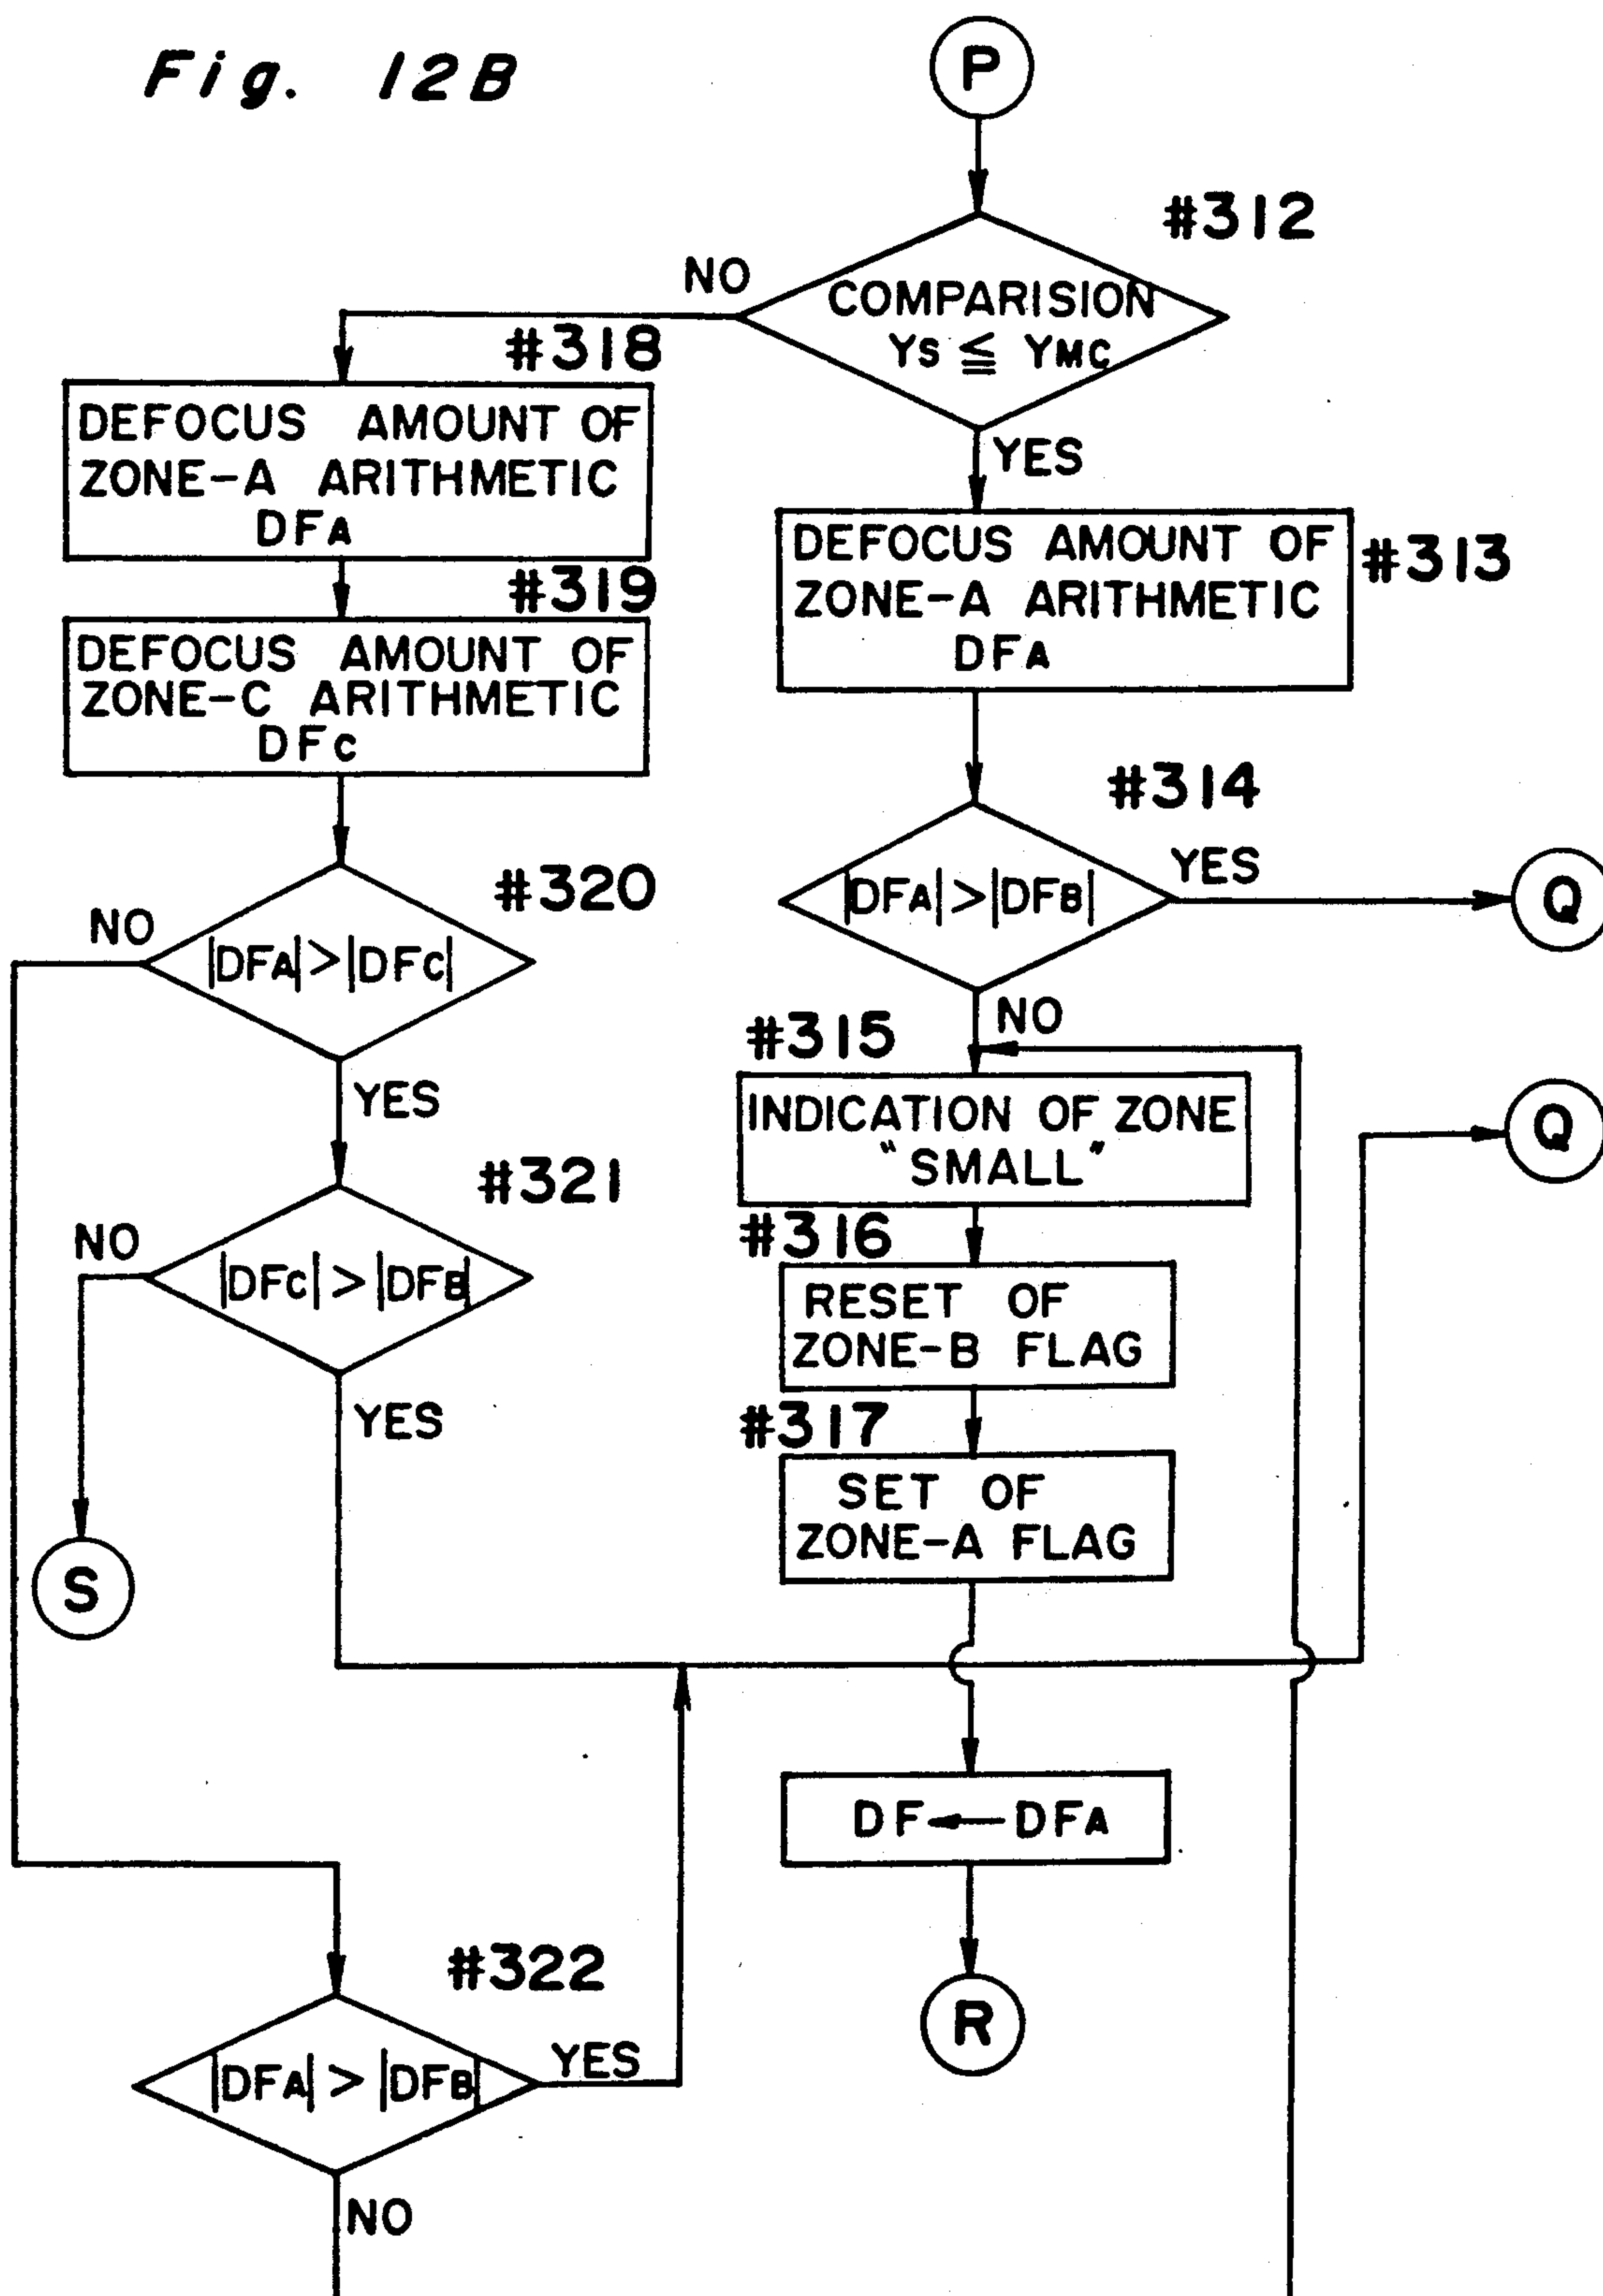 Fig. 12B
P
#312
COMPARISION
YS ≦ YMC
NO
YES
#318
DEFOCUS AMOUNT OF
ZONE-A ARITHMETIC
DFA
#319
DEFOCUS AMOUNT OF
ZONE-C ARITHMETIC
DFC
#313
DEFOCUS AMOUNT OF
ZONE-A ARITHMETIC
DFA
#314
|DFA|>|DFB|
YES
Q
NO
#320
|DFA|>|DFC|
NO
YES
#315
INDICATION OF ZONE
"SMALL"
Q
#321
|DFC|>|DFB|
NO
YES
S
#316
RESET OF
ZONE-B FLAG
#317
SET OF
ZONE-A FLAG
DF←DFA
R
#322
|DFA|>|DFB|
YES
NO